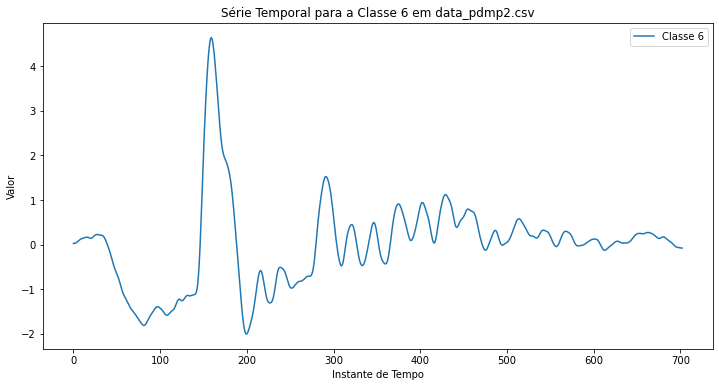 Série Temporal para a Classe 6 em data_pdmp2.csv
Classe 6
Valor
4
3
2
1
0
−1
−2
0 100 200 300 400 500 600 700
Instante de Tempo